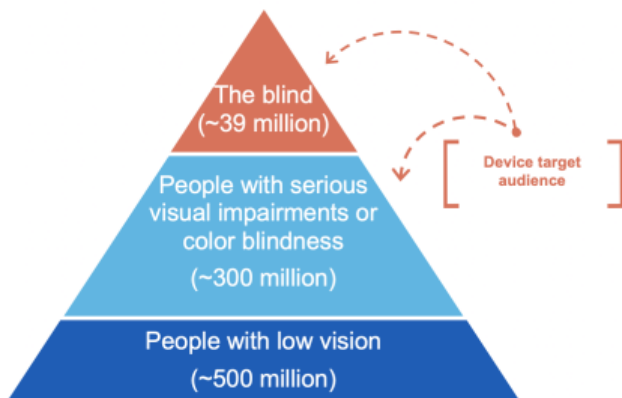 The blind
(~39 million)
Device target
audience
People with serious
visual impairments or
color blindness
(~300 million)
People with low vision
(~500 million)